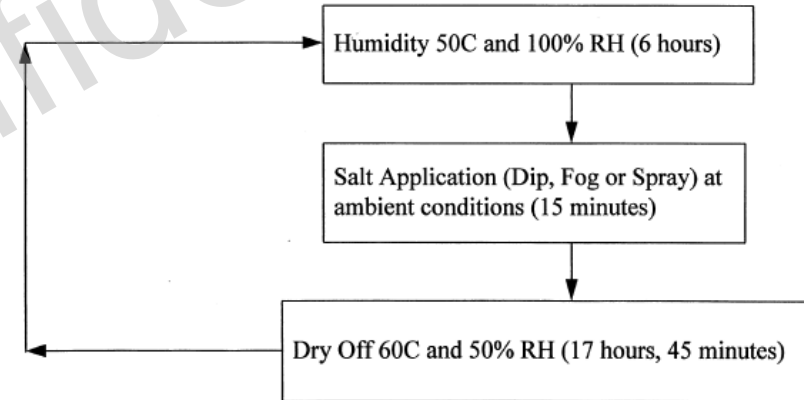 Humidity 50C and 100% RH (6 hours)
Salt Application (Dip, Fog or Spray) at
ambient conditions (15 minutes)
Dry Off 60C and 50% RH (17 hours, 45 minutes)